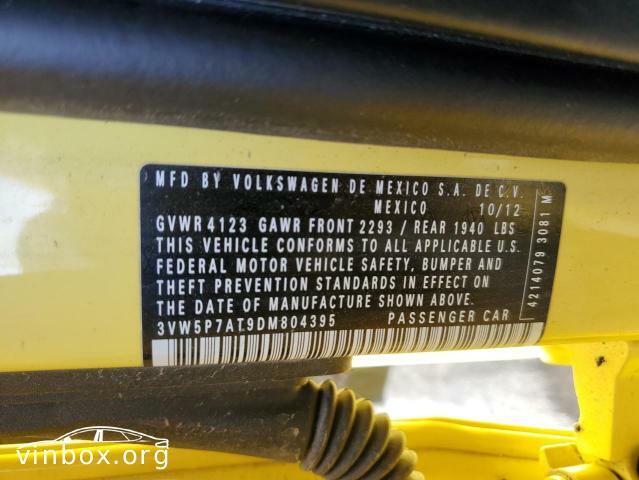 MFD BY VOLKSWAGEN DE MEXICO S.A. DE C.V.
MEXICO 10/12
GVWR 4123 GAWR FRONT 2293 / REAR 1940 LBS
THIS VEHICLE CONFORMS TO ALL APPLICABLE U.S.
FEDERAL MOTOR VEHICLE SAFETY, BUMPER AND
THEFT PREVENTION STANDARDS IN EFFECT ON
THE DATE OF MANUFACTURE SHOWN ABOVE.
3VW5P7AT9DM804395 PASSENGER CAR
4214079 3081 M
vinbox.org